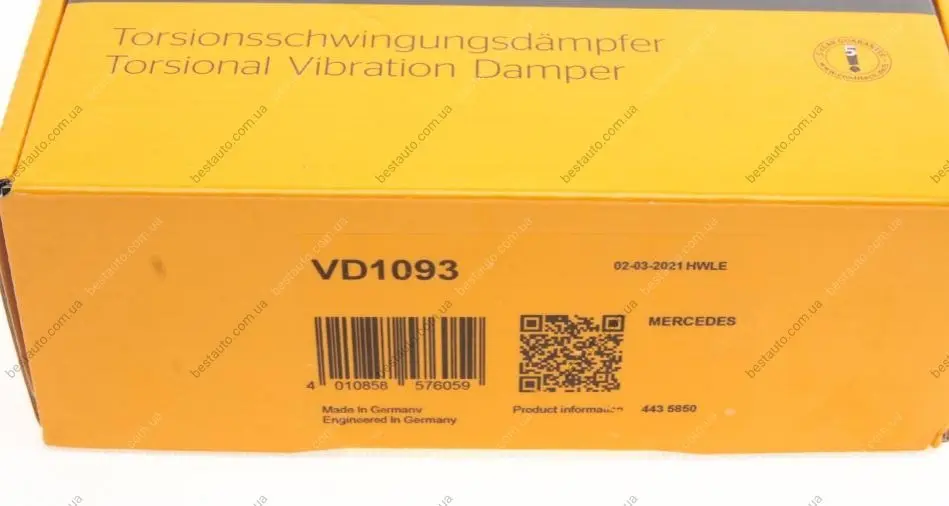 Torsionsschwingungsdämpfer
Torsional Vibration Damper
5
VD1093
02-03-2021 HWLE
MERCEDES
4 010858 576059
Made In Germany
Engineered In Germany
Product information 443 5850
bestauto.com.ua